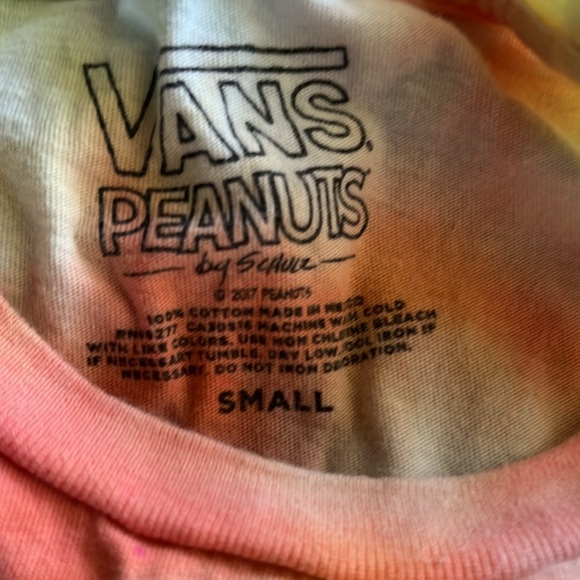 VANS
PEANUTS
by SCHULZ
© 2017 PEANUTS
100% COTTON MADE IN MEXICO
MACHINE WASH COLD
WITH LIKE COLORS. USE NON CHLORINE BLEACH
IF NECESSARY TUMBLE. DRY LOW, COOL IRON IF
NECESSARY. DO NOT IRON DECORATION.
SMALL